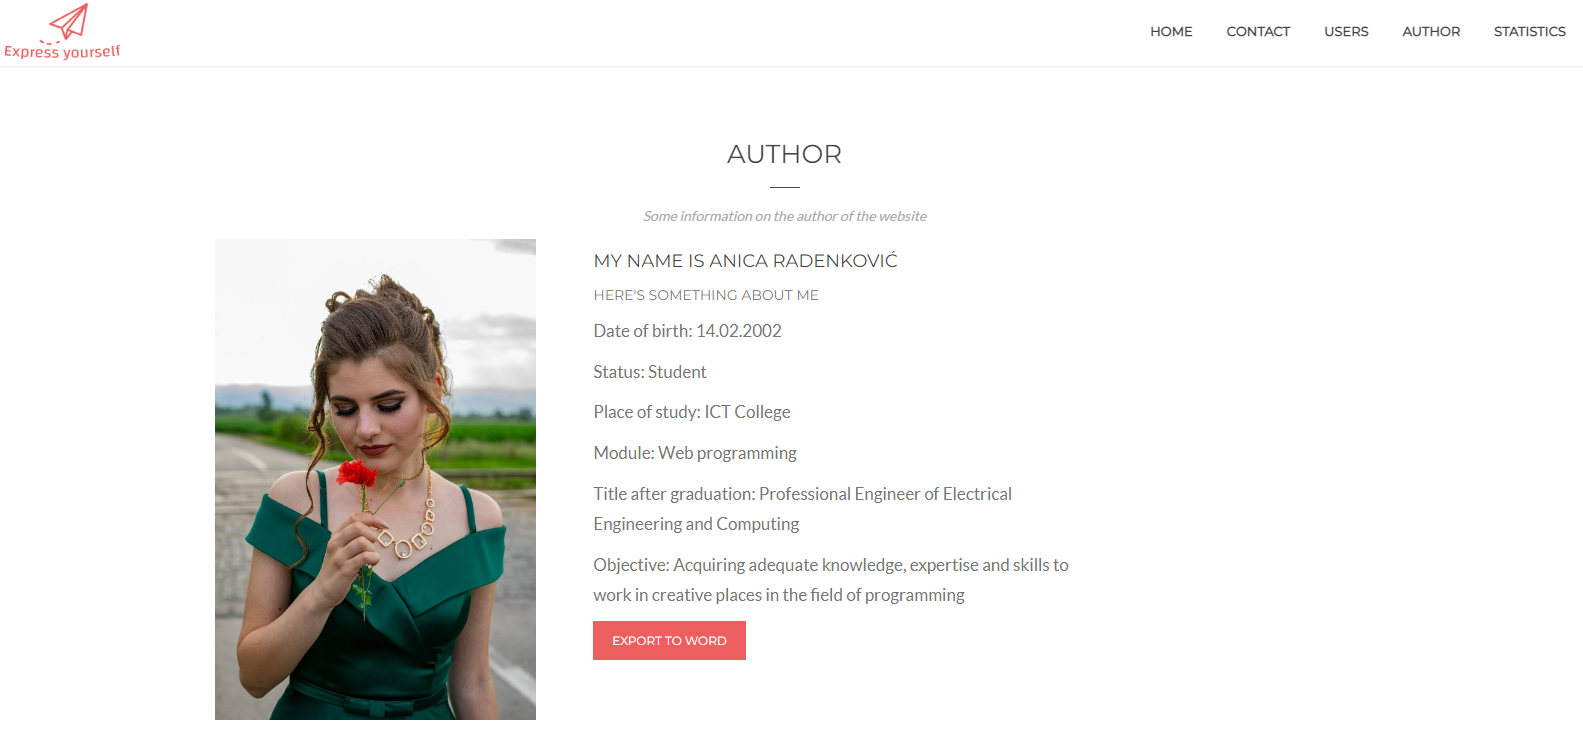 Express yourself
HOME CONTACT USERS AUTHOR STATISTICS
AUTHOR
Some information on the author of the website
MY NAME IS ANICA RADENKOVIĆ
HERE'S SOMETHING ABOUT ME
Date of birth: 14.02.2002
Status: Student
Place of study: ICT College
Module: Web programming
Title after graduation: Professional Engineer of Electrical
Engineering and Computing
Objective: Acquiring adequate knowledge, expertise and skills to
work in creative places in the field of programming
EXPORT TO WORD